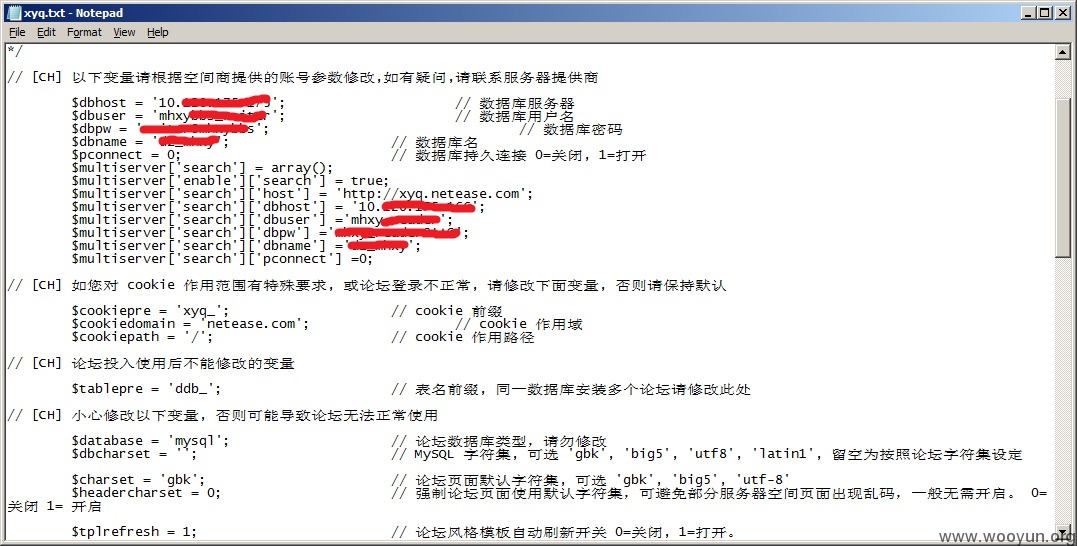 xyq.txt - Notepad
File Edit Format View Help
*/
// [CH] 以下变量请根据空间商提供的账号参数修改,如有疑问,请联系服务器提供商
$dbhost = '10. '; // 数据库服务器
$dbuser = 'mhxy '; // 数据库用户名
$dbpw = ' '; // 数据库密码
$dbname = ' '; // 数据库名
$pconnect = 0; // 数据库持久连接 0=关闭, 1=打开
$multiserver['search'] = array();
$multiserver['enable']['search'] = true;
$multiserver['search']['host'] = 'http://xyq.netease.com';
$multiserver['search']['dbhost'] = '10. ';
$multiserver['search']['dbuser'] ='mhxy ';
$multiserver['search']['dbpw'] =' ';
$multiserver['search']['dbname'] =' ';
$multiserver['search']['pconnect'] =0;
// [CH] 如您对 cookie 作用范围有特殊要求, 或论坛登录不正常, 请修改下面变量, 否则请保持默认
$cookiepre = 'xyq_'; // cookie 前缀
$cookiedomain = 'netease.com'; // cookie 作用域
$cookiepath = '/'; // cookie 作用路径
// [CH] 论坛投入使用后不能修改的变量
$tablepre = 'ddb_'; // 表名前缀, 同一数据库安装多个论坛请修改此处
// [CH] 小心修改以下变量, 否则可能导致论坛无法正常使用
$database = 'mysql'; // 论坛数据库类型, 请勿修改
$dbcharset = ''; // MySQL 字符集, 可选 'gbk', 'big5', 'utf8', 'latin1', 留空为按照论坛字符集设定
$charset = 'gbk'; // 论坛页面默认字符集, 可选 'gbk', 'big5', 'utf-8'
$headercharset = 0; // 强制论坛页面使用默认字符集, 可避免部分服务器空间页面出现乱码, 一般无需开启。 0=
关闭 1= 开启
$tplrefresh = 1; // 论坛风格模板自动刷新开关 0=关闭, 1=打开。
www.wooyun.org